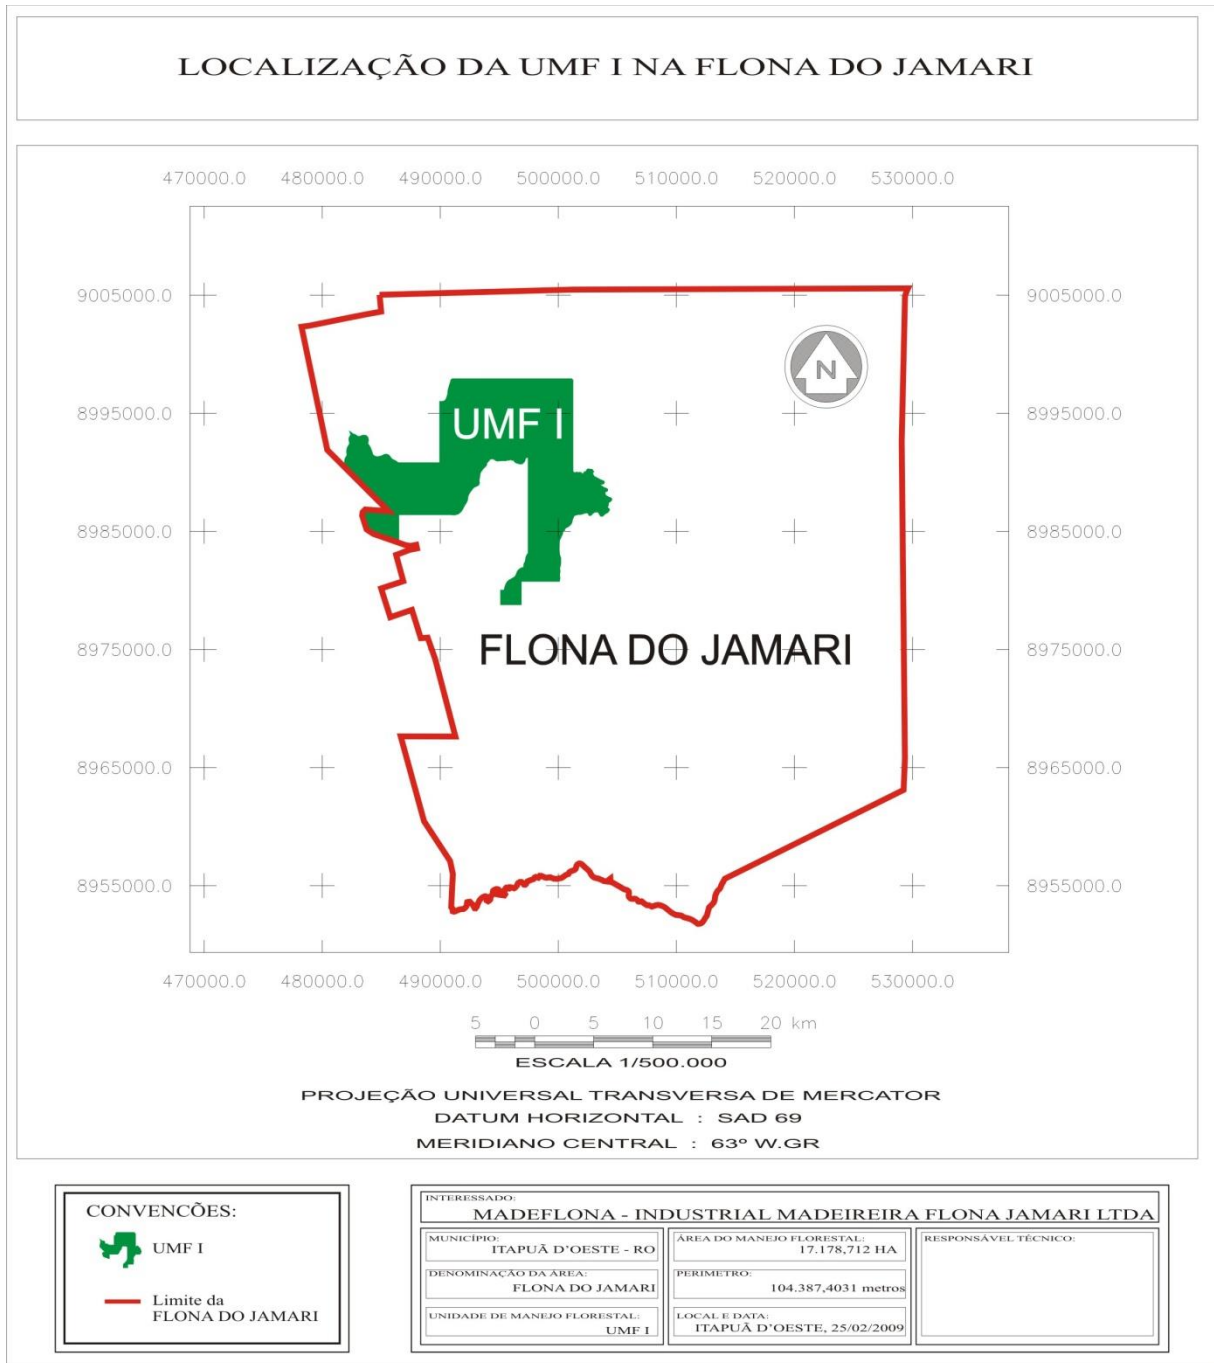 LOCALIZAÇÃO DA UMF I NA FLONA DO JAMARI
470000.0 480000.0 490000.0 500000.0 510000.0 520000.0 530000.0
9005000.0 9005000.0
N
8995000.0 8995000.0
UMF I
8985000.0 8985000.0
FLONA DO JAMARI
8975000.0 8975000.0
8965000.0 8965000.0
8955000.0 8955000.0
470000.0 480000.0 490000.0 500000.0 510000.0 520000.0 530000.0
5 0 5 10 15 20 km
ESCALA 1/500.000
PROJEÇÃO UNIVERSAL TRANSVERSA DE MERCATOR
DATUM HORIZONTAL : SAD 69
MERIDIANO CENTRAL : 63º W.GR
CONVENCÕES:
UMF I
Limite da
FLONA DO JAMARI
INTERESSADO:
MADEFLONA - INDUSTRIAL MADEIREIRA FLONA JAMARI LTDA
MUNICÍPIO:
ITAPUÃ D'OESTE - RO
ÁREA DO MANEJO FLORESTAL:
17.178,712 HA
RESPONSÁVEL TÉCNICO:
DENOMINAÇÃO DA ÁREA:
FLONA DO JAMARI
PERIMETRO:
104.387,4031 metros
UNIDADE DE MANEJO FLORESTAL:
UMF I
LOCAL E DATA:
ITAPUÃ D'OESTE, 25/02/2009